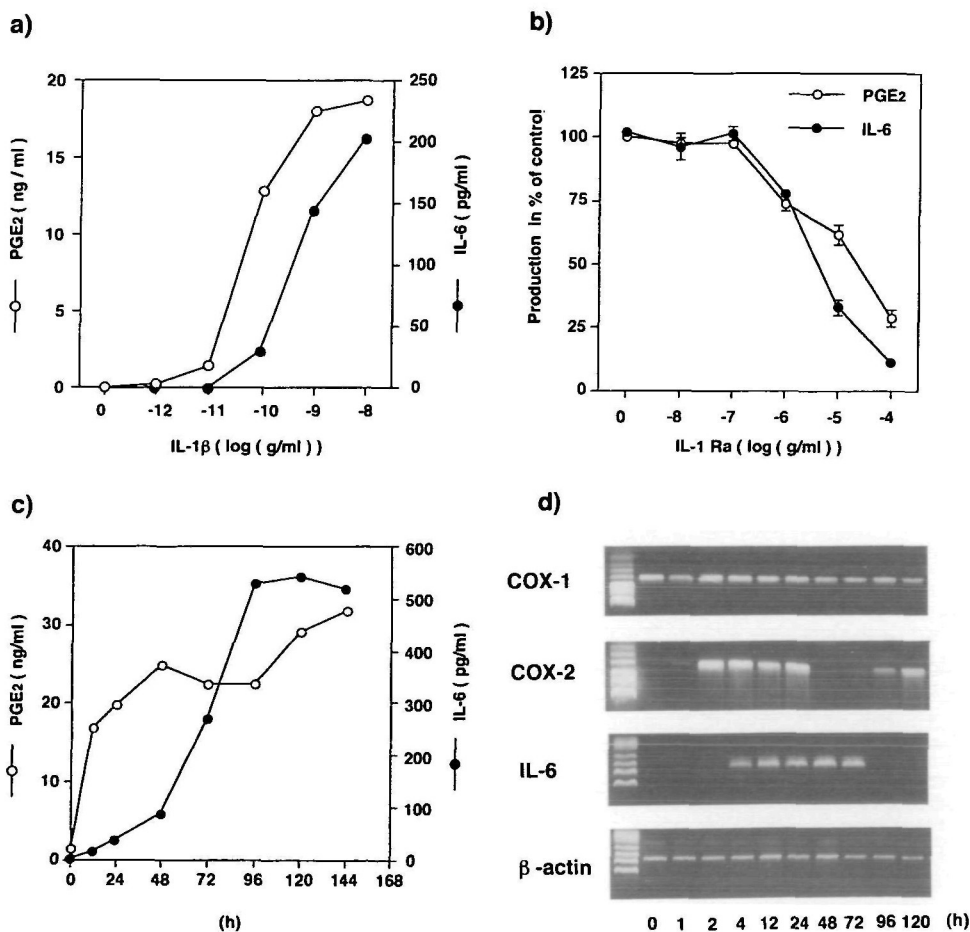 a)
20
15
10
5
0
250
200
150
100
50
0
PGE2 ( ng / ml )
IL-6 ( pg/ml )
0 -12 -11 -10 -9 -8
IL-1β ( log ( g/ml ) )
b)
125
100
75
50
25
0
PGE2
IL-6
Production In % of control
0 -8 -7 -6 -5 -4
IL-1 Ra (log ( g/ml ) )
c)
40
30
20
10
0
600
500
400
300
200
100
0
PGE2 ( ng/ml )
IL-6 ( pg/ml )
0 24 48 72 96 120 144 168
(h)
d)
COX-1
COX-2
IL-6
β -actin
0 1 2 4 12 24 48 72 96 120 (h)